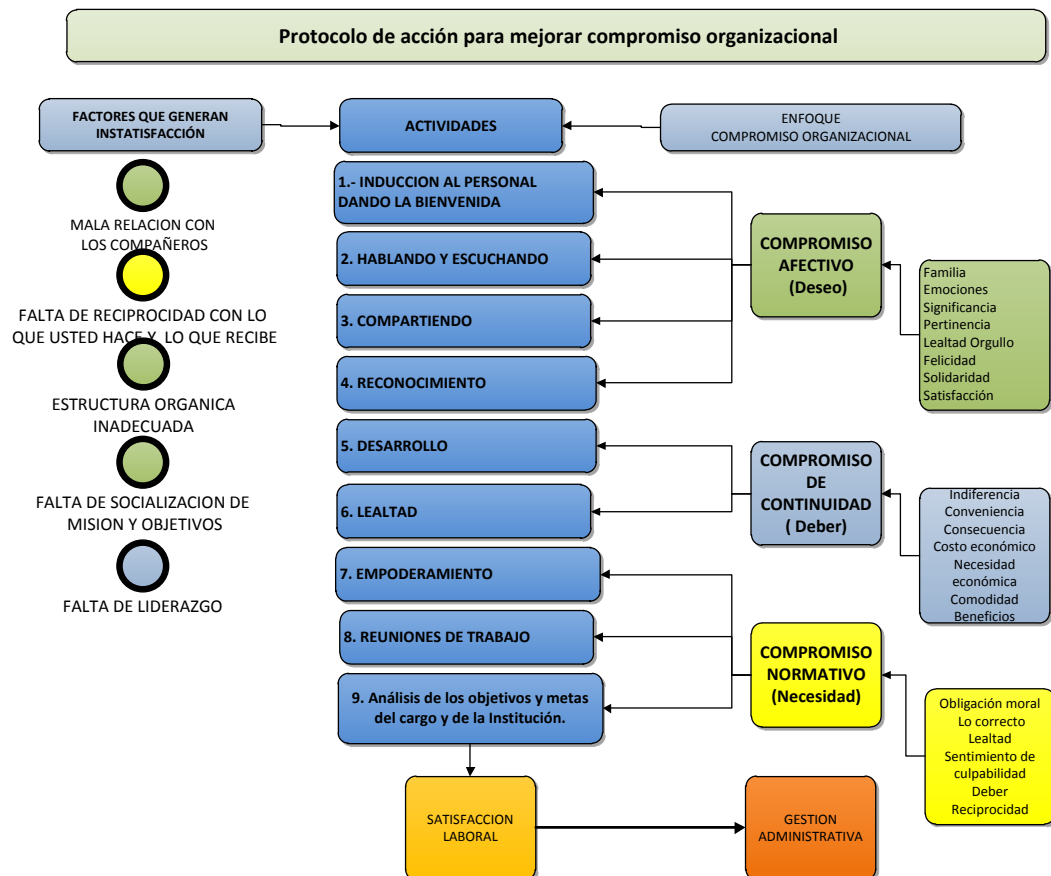 Protocolo de acción para mejorar compromiso organizacional
FACTORES QUE GENERAN
INSTATISFACCIÓN
ACTIVIDADES
ENFOQUE
COMPROMISO ORGANIZACIONAL
MALA RELACION CON
LOS COMPAÑEROS
FALTA DE RECIPROCIDAD CON LO
QUE USTED HACE Y LO QUE RECIBE
ESTRUCTURA ORGANICA
INADECUADA
FALTA DE SOCIALIZACION DE
MISION Y OBJETIVOS
FALTA DE LIDERAZGO
1.- INDUCCION AL PERSONAL
DANDO LA BIENVENIDA
2. HABLANDO Y ESCUCHANDO
3. COMPARTIENDO
4. RECONOCIMIENTO
5. DESARROLLO
6. LEALTAD
7. EMPODERAMIENTO
8. REUNIONES DE TRABAJO
9. Análisis de los objetivos y metas
del cargo y de la Institución.
COMPROMISO
AFECTIVO
(Deseo)
Familia
Emociones
Significancia
Pertinencia
Lealtad Orgullo
Felicidad
Solidaridad
Satisfacción
COMPROMISO
DE
CONTINUIDAD
( Deber)
Indiferencia
Conveniencia
Consecuencia
Costo económico
Necesidad
económica
Comodidad
Beneficios
COMPROMISO
NORMATIVO
(Necesidad)
Obligación moral
Lo correcto
Lealtad
Sentimiento de
culpabilidad
Deber
Reciprocidad
SATISFACCION
LABORAL
GESTION
ADMINISTRATIVA